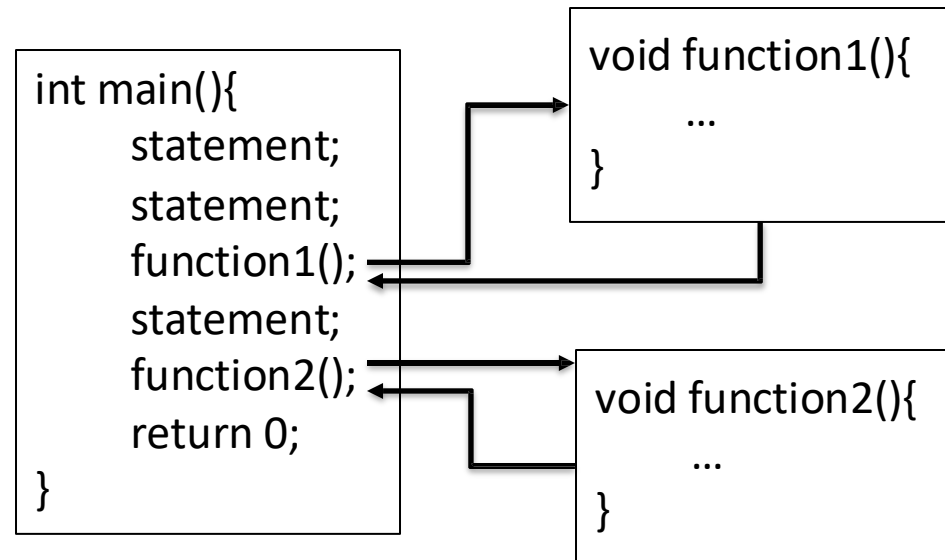 int main(){
statement;
statement;
function1();
statement;
function2();
return 0;
}
void function1(){
...
}
void function2(){
...
}